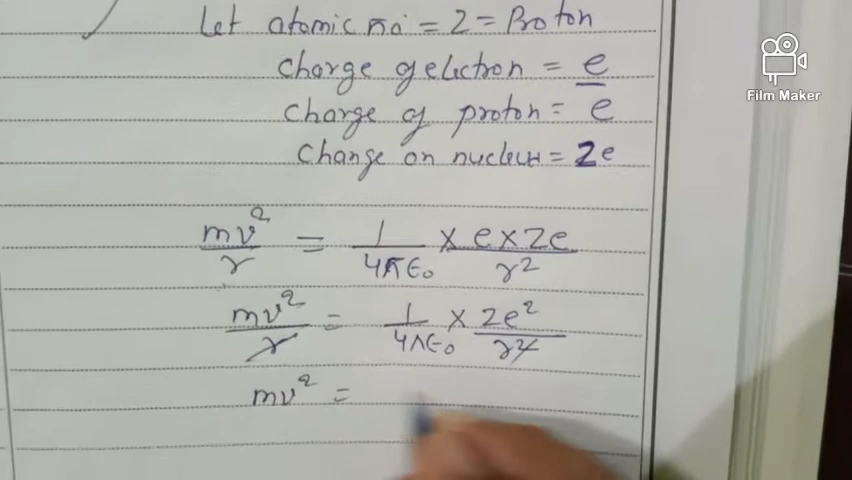 Let atomic no = Z = Proton
charge of electron = e
charge of proton = e
Charge on nucleus = Ze
mv²/r = 1/4πε₀ × e×Ze/r²
mv²/r = 1/4πε₀ × Ze²/r²
mv² =
Film Maker